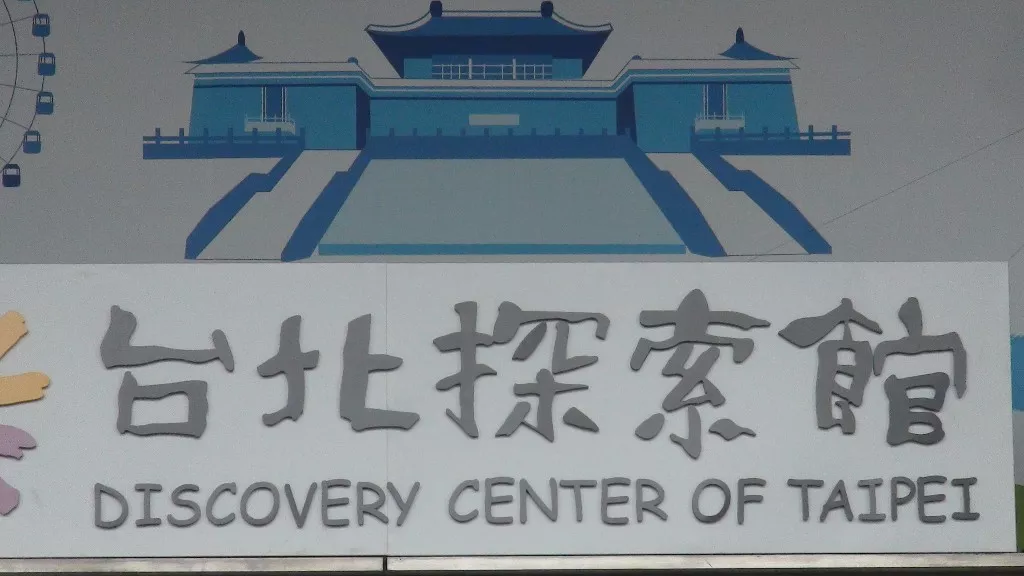 台北探索館
DISCOVERY CENTER OF TAIPEI